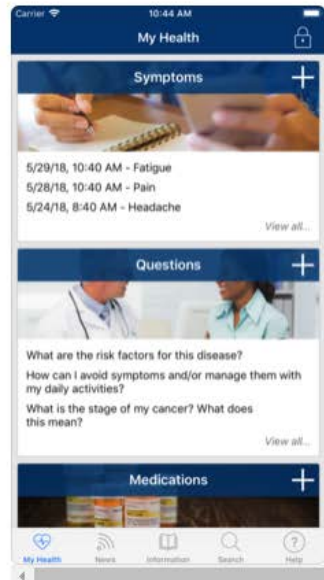 Carrier 10:44 AM
My Health
Symptoms
5/29/18, 10:40 AM - Fatigue
5/28/18, 10:40 AM - Pain
5/24/18, 8:40 AM - Headache
View all...
Questions
What are the risk factors for this disease?
How can I avoid symptoms and/or manage them with
my daily activities?
What is the stage of my cancer? What does
this mean?
View all...
Medications
My Health News Information Search Help